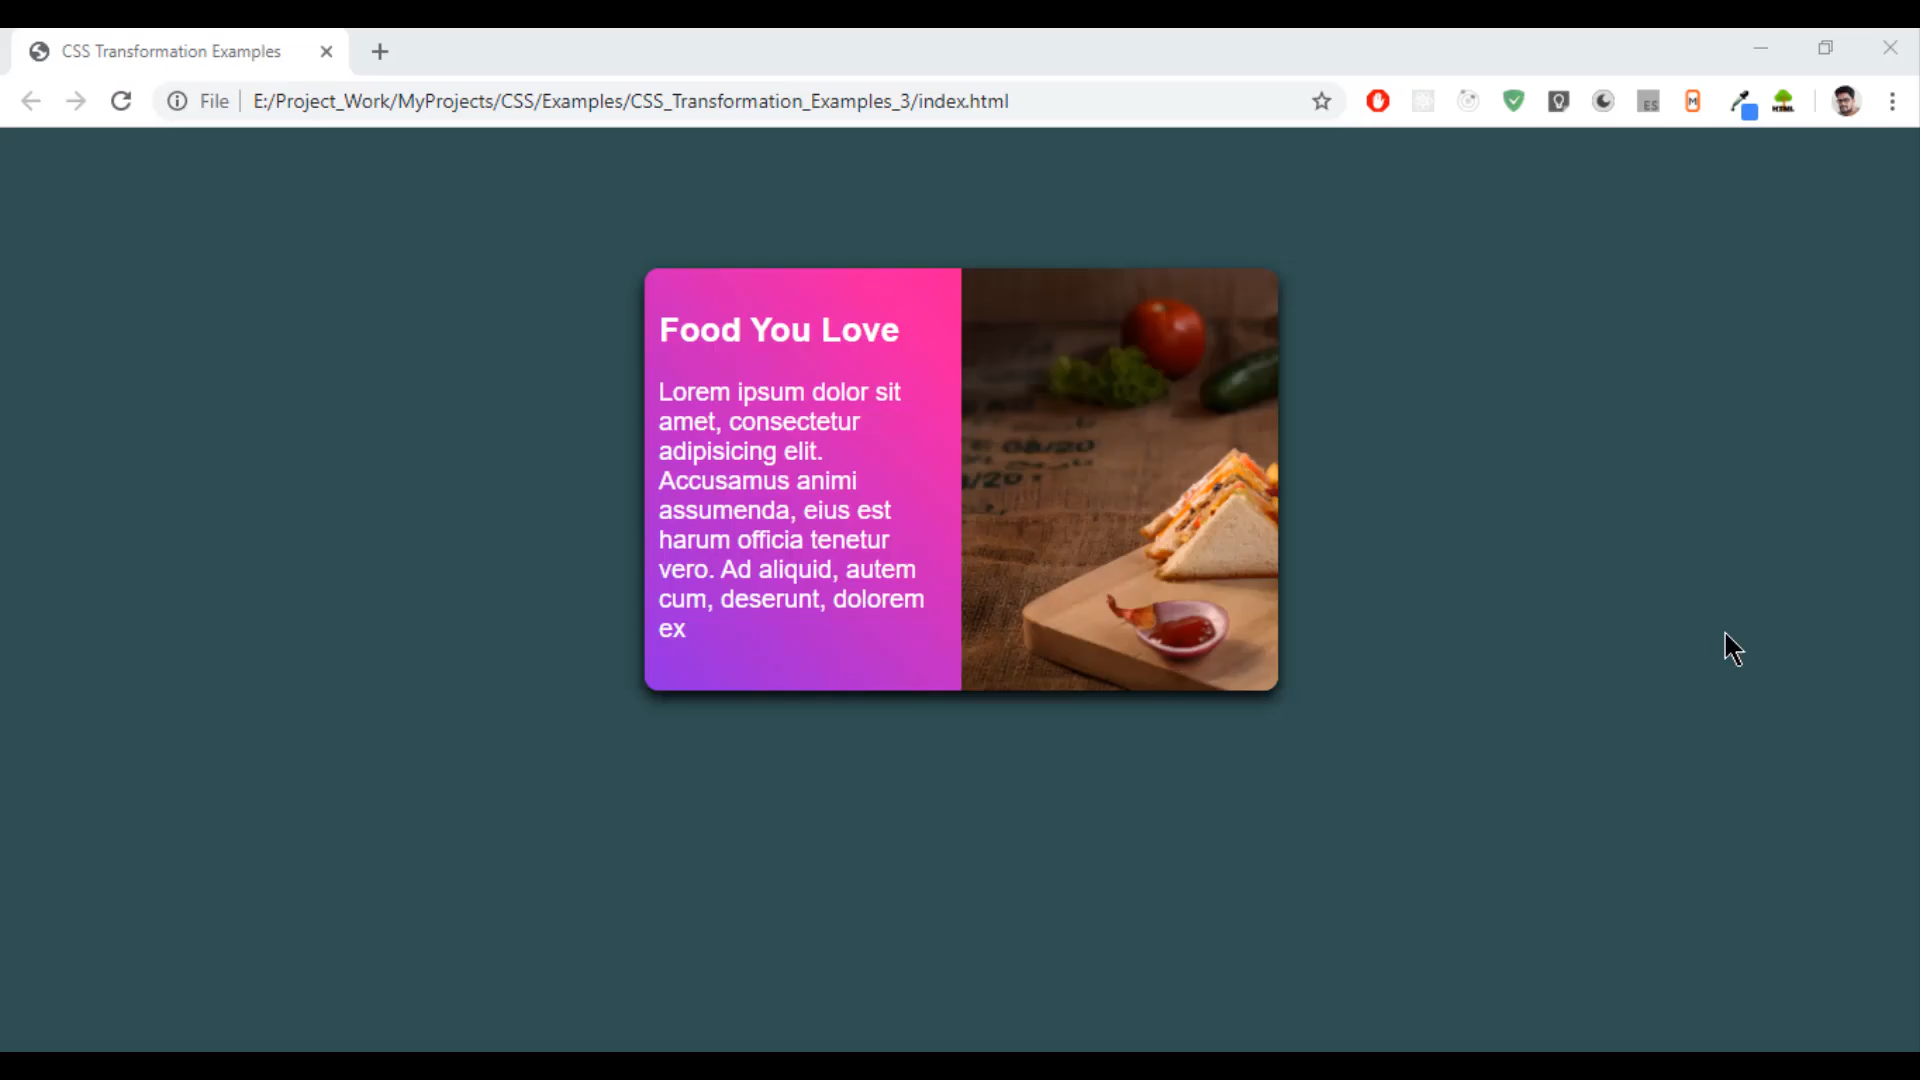 CSS Transformation Examples
File
E:/Project_Work/MyProjects/CSS/Examples/CSS_Transformation_Examples_3/index.html
ES
M
HTML
Food You Love
Lorem ipsum dolor sit
amet, consectetur
adipisicing elit.
Accusamus animi
assumenda, eius est
harum officia tenetur
vero. Ad aliquid, autem
cum, deserunt, dolorem
ex